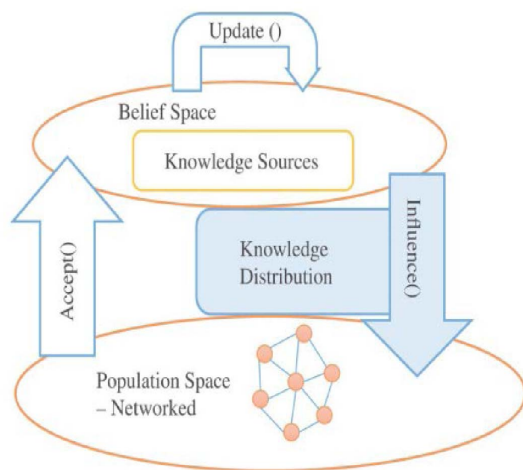 Update ()
Belief Space
Knowledge Sources
Accept()
Knowledge
Distribution
Influence()
Population Space
– Networked